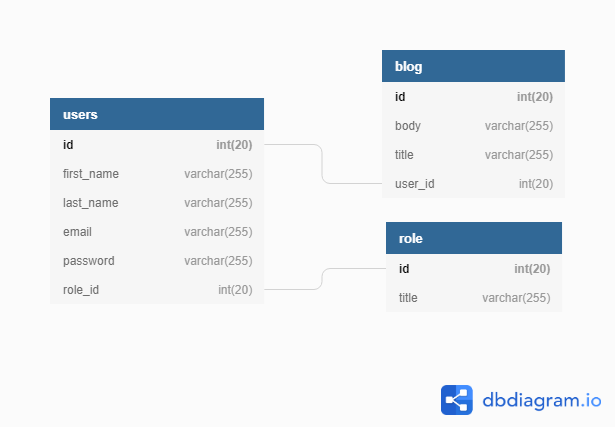 users
id int(20)
first_name varchar(255)
last_name varchar(255)
email varchar(255)
password varchar(255)
role_id int(20)
blog
id int(20)
body varchar(255)
title varchar(255)
user_id int(20)
role
id int(20)
title varchar(255)
dbdiagram.io